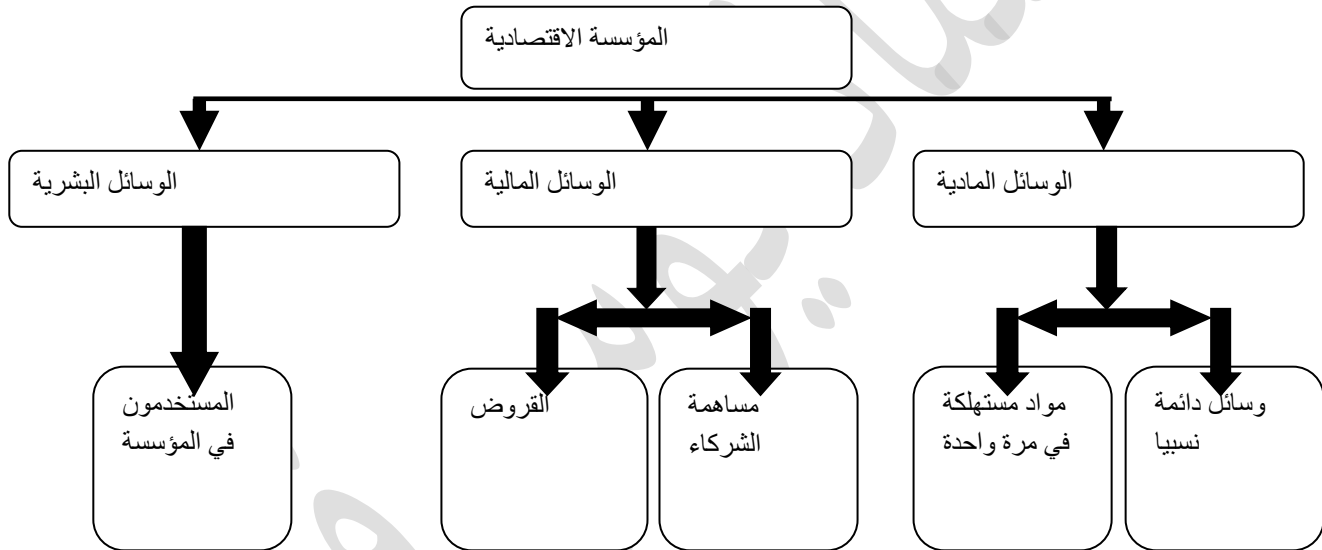 المؤسسة الاقتصادية
الوسائل المادية
الوسائل المالية
الوسائل البشرية
وسائل دائمة
نسبيا
مواد مستهلكة
في مرة واحدة
مساهمة
الشركاء
القروض
المستخدمون
في المؤسسة